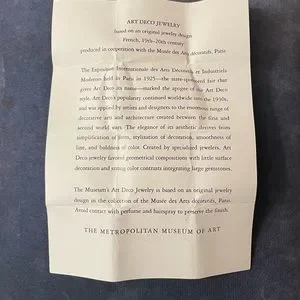 ART DECO JEWELRY
based on an original jewelry design
French, 19th–20th century
produced in cooperation with the Musée des Arts décoratifs, Paris
The Exposition Internationale des Arts Décoratifs et Industriels
Modernes held in Paris in 1925—the state-sponsored fair that
gave Art Deco its name—marked the apogee of the Art Deco
style. Art Deco's popularity continued worldwide into the 1930s,
and was applied by artists and designers to the enormous range of
decorative arts and architecture created between the first and
second world wars. The elegance of its aesthetic derives from
simplification of form, stylization of decoration, smoothness of
line, and boldness of color. Created by specialized jewelers, Art
Deco jewelry favored geometrical compositions with little surface
decoration and strong color contrasts integrating large gemstones.
The Museum's Art Deco Jewelry is based on an original jewelry
design in the collection of the Musée des Arts décoratifs, Paris.
Avoid contact with perfume and hairspray to preserve the finish.
THE METROPOLITAN MUSEUM OF ART